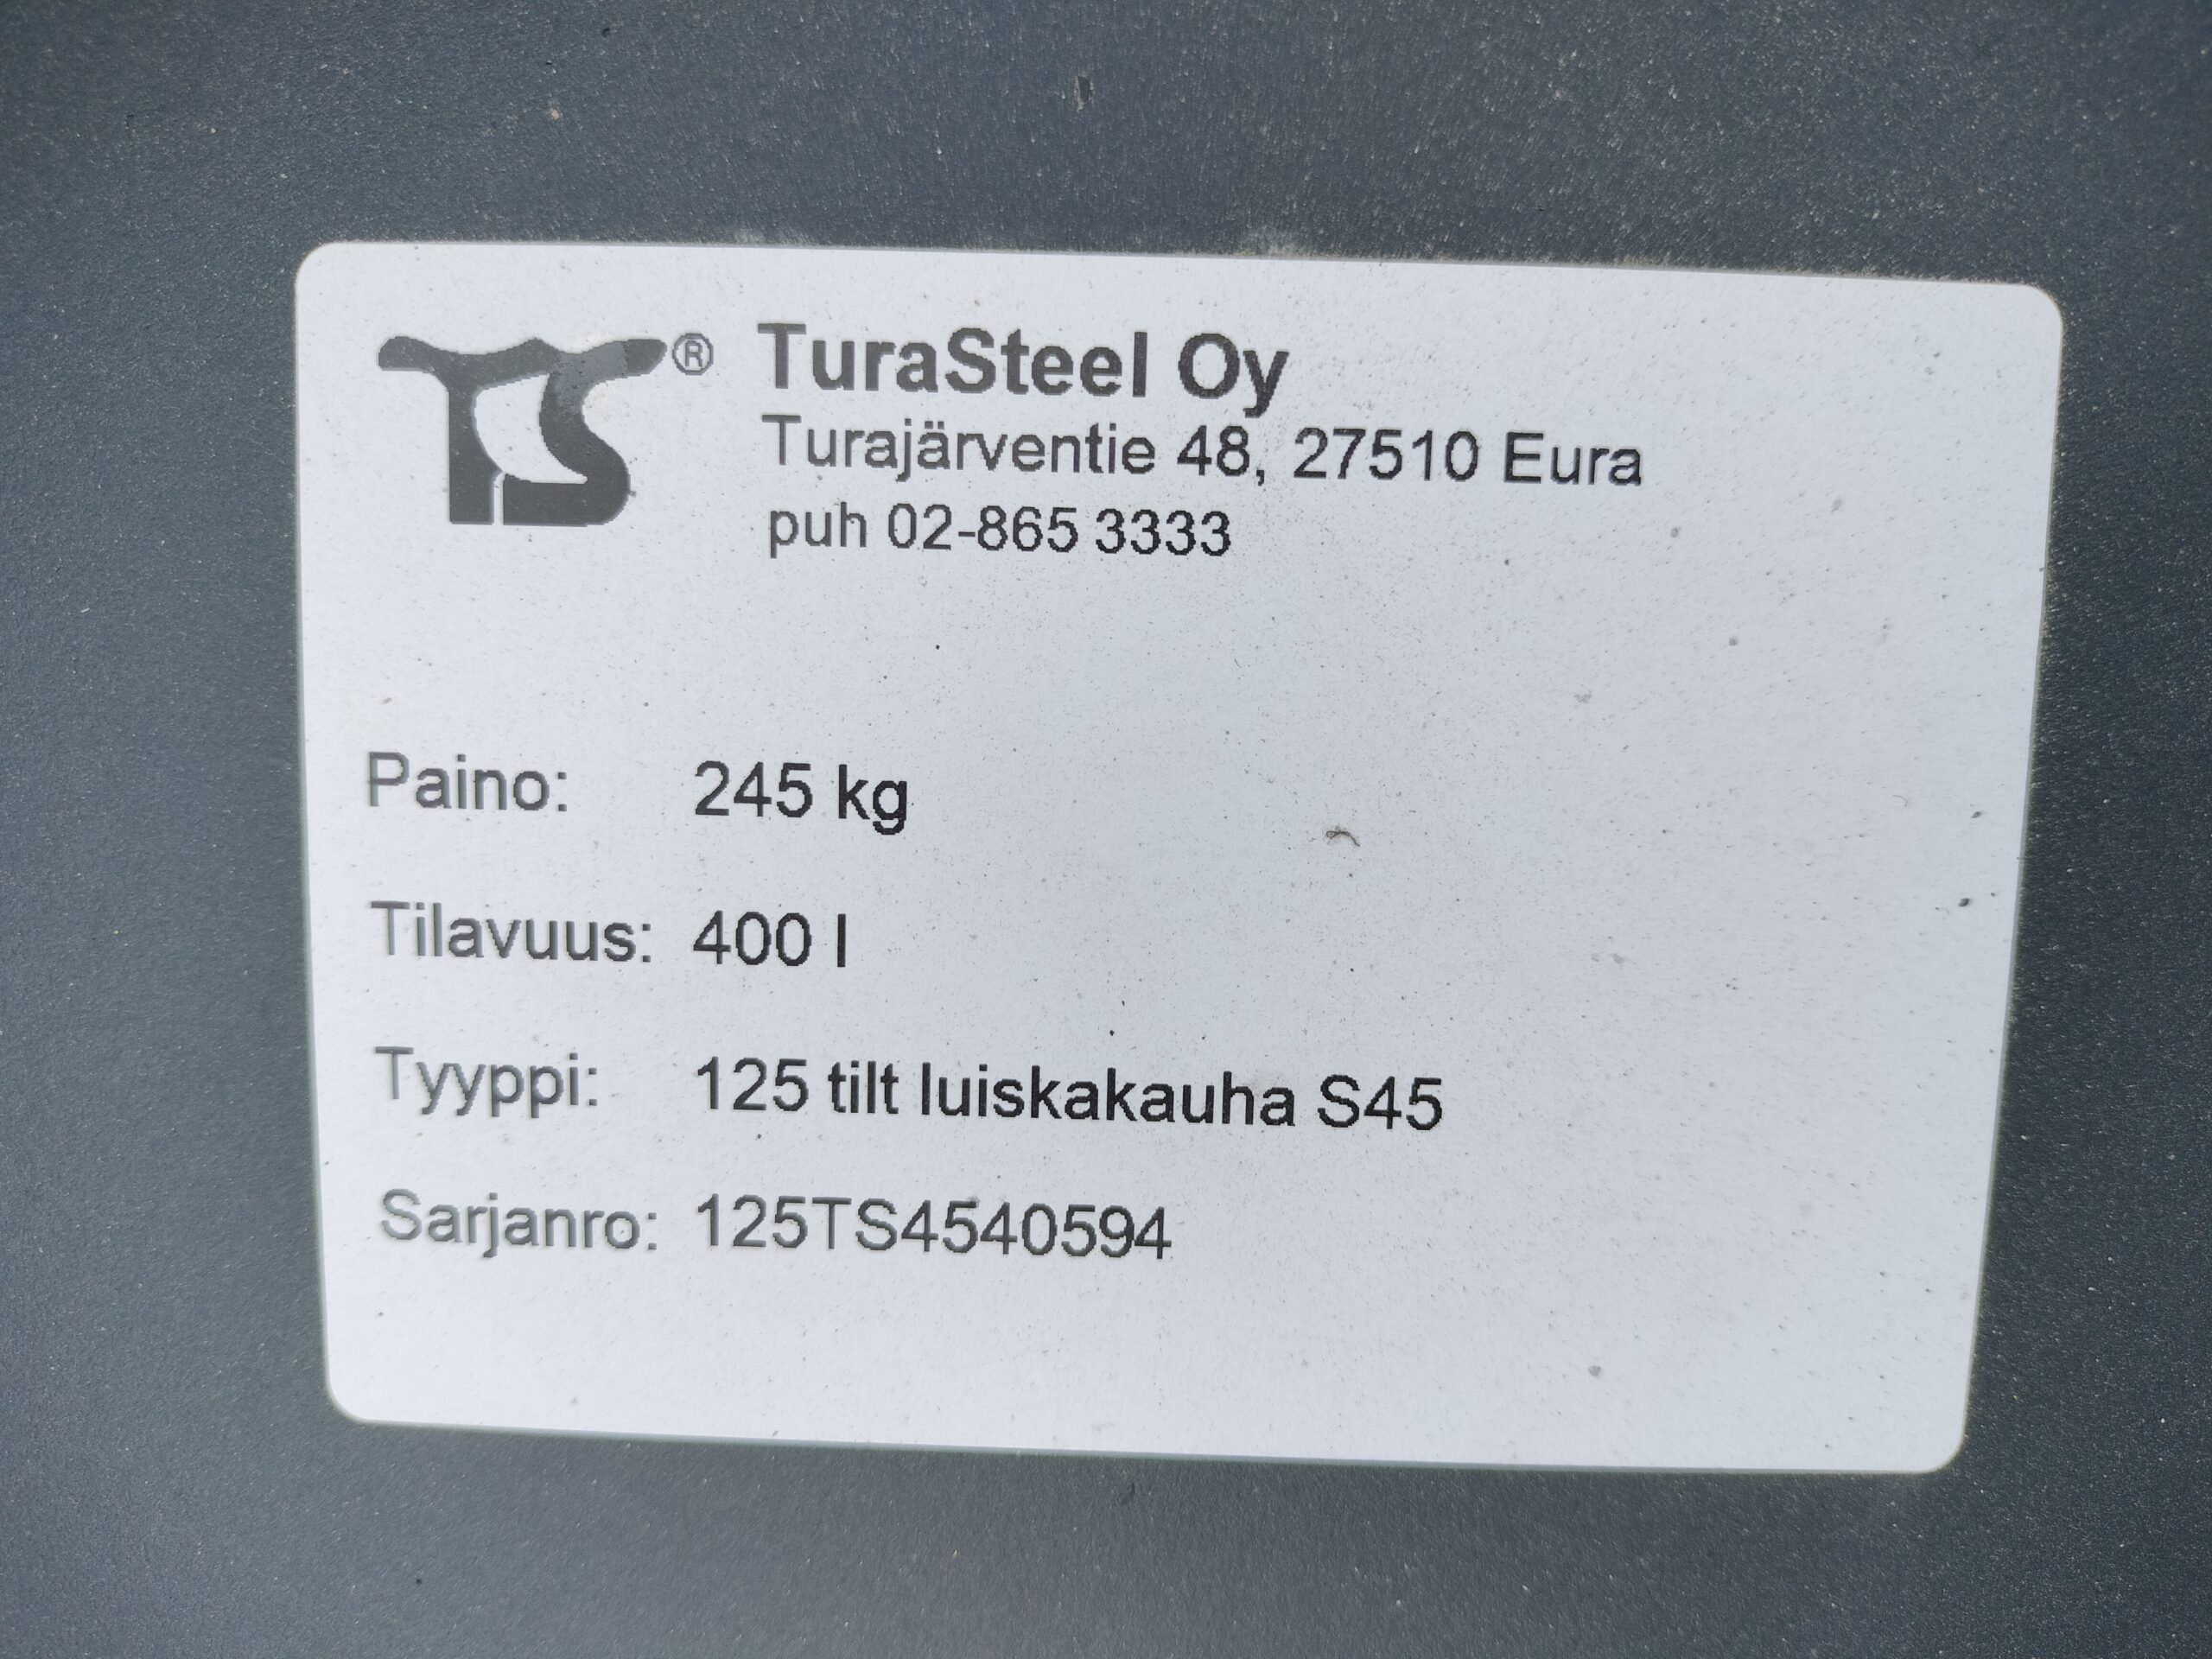 TS® TuraSteel Oy
Turajärventie 48, 27510 Eura
puh 02-865 3333
Paino: 245 kg
Tilavuus: 400 l
Tyyppi: 125 tilt luiskakauha S45
Sarjanro: 125TS4540594